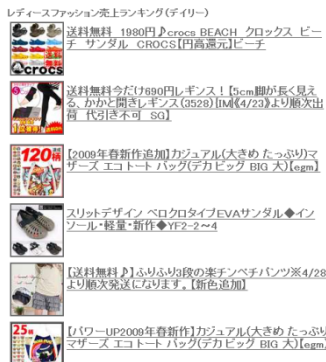 レディースファッション売上ランキング(デイリー)
送料無料 1980円♪crocs BEACH クロックス ビー
チ サンダル CROCS【円高還元】ビーチ
crocs
送料無料今だけ690円レギンス！【5cm脚が長く見え
る、かかと開きレギンス(3528)【IM】《4/23》より順次出
荷 代引き不可 SG】
120柄
【2009年春新作追加】カジュアル(大きめ たっぷり)マ
ザーズ エコトート バッグ(デカ ビッグ BIG 大)【egm】
スリットデザイン ベロクロタイプEVAサンダル◆イン
ソール・軽量・新作◆YF2-2～4
【送料無料♪】ふりふり3段の楽チンペチパンツ※4/28
より順次発送になります。【新色追加】
25柄
【パワーUP2009年春新作】カジュアル(大きめ たっぷり
マザーズ エコトート バッグ(デカ ビッグ BIG 大)【egm